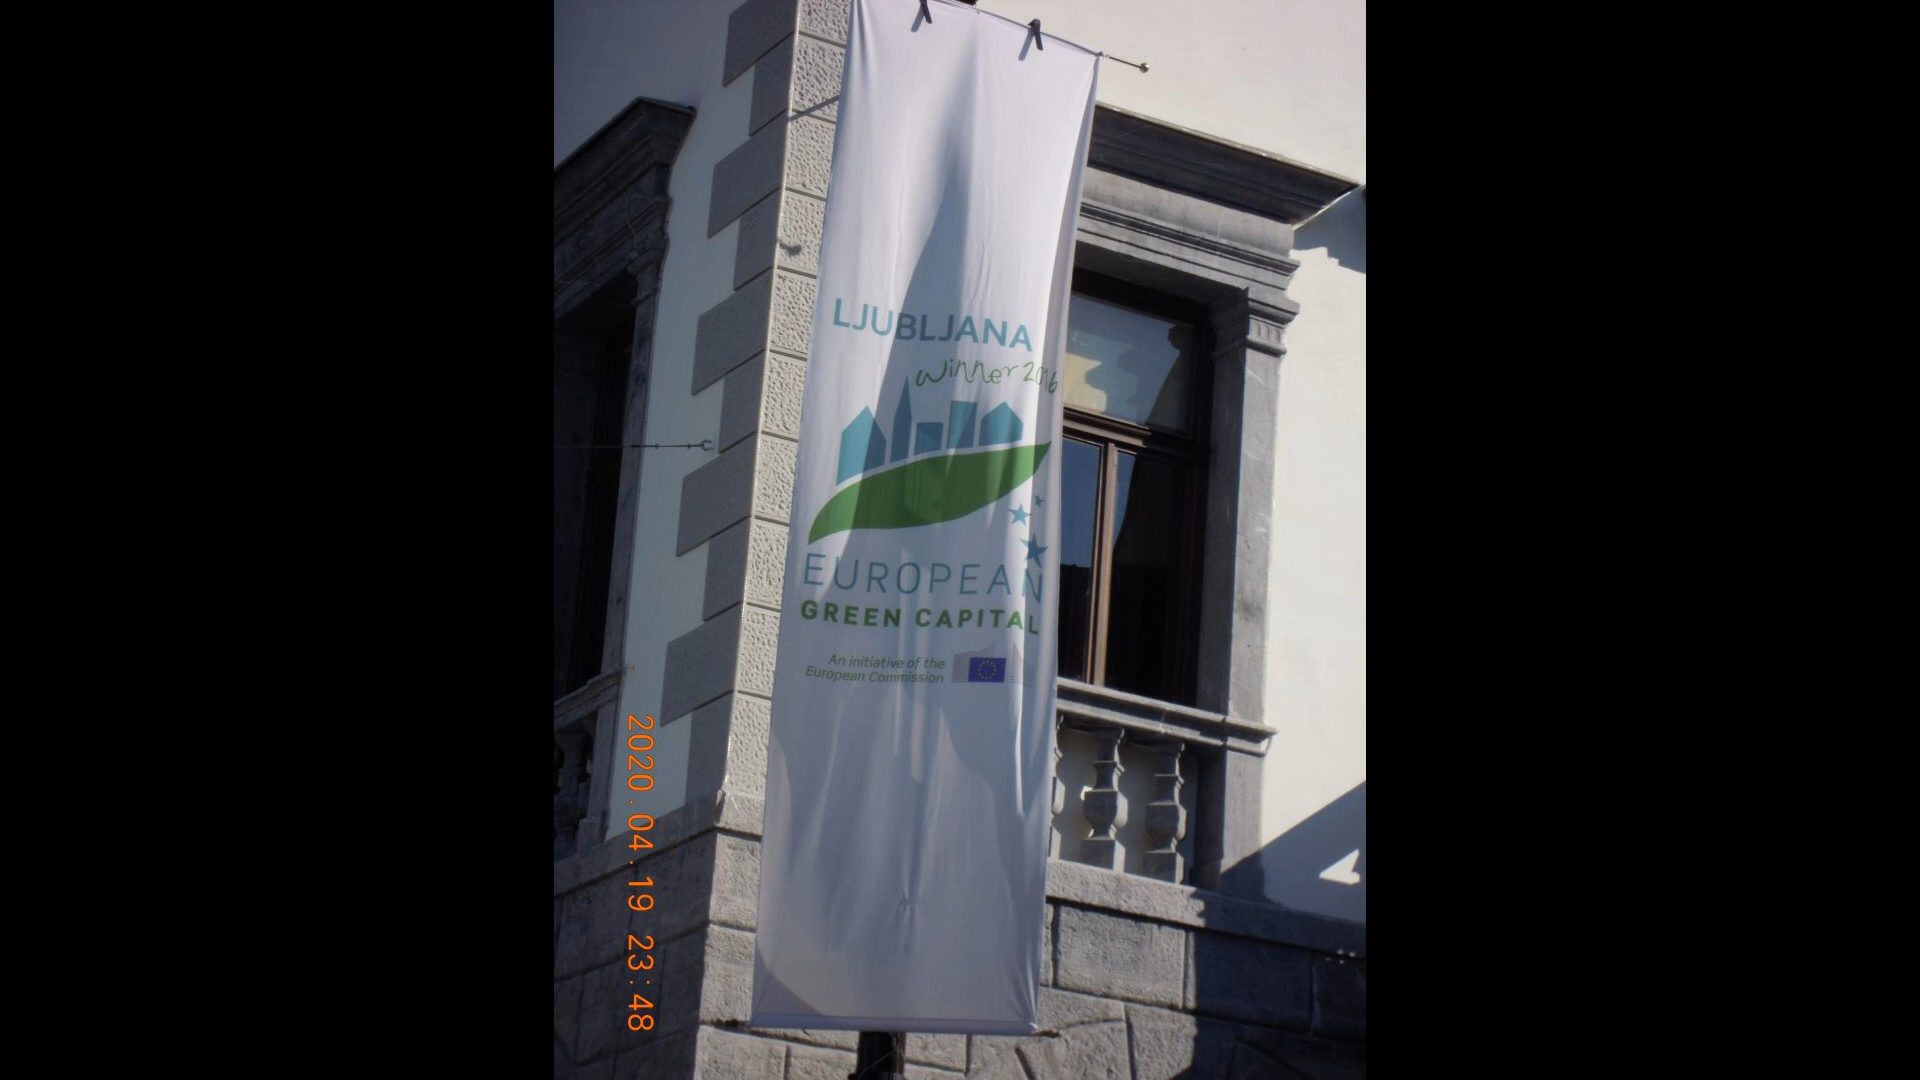 LJUBLJANA
winner 2016
EUROPEAN
GREEN CAPITAL
An initiative of the
European Commission
2020.04.19 23:48